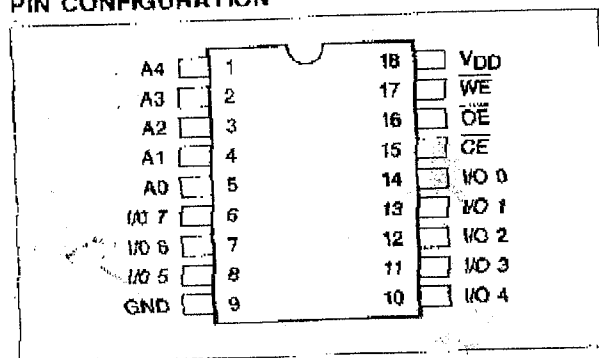 PIN CONFIGURATION
A4 1 18 VDD
A3 2 17 WE
A2 3 16 OE
A1 4 15 CE
A0 5 14 I/O 0
I/O 7 6 13 I/O 1
I/O 6 7 12 I/O 2
I/O 5 8 11 I/O 3
GND 9 10 I/O 4